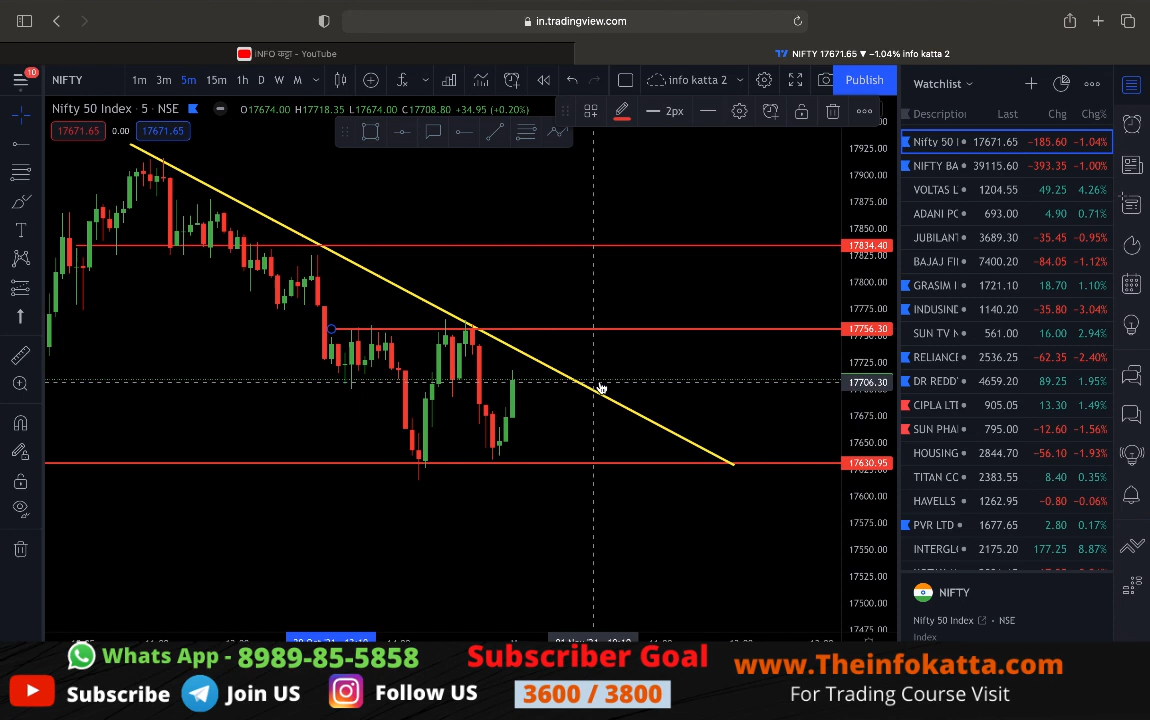 in.tradingview.com
iNFO कट्टा - YouTube
NIFTY 17671.65 ▼ −1.04% info katta 2
10
NIFTY 1m 3m 5m 15m 1h D W M info katta 2 Publish
Nifty 50 Index · 5 · NSE O17674.00 H17718.35 L17674.00 C17708.80 +34.95 (+0.20%)
17671.65 0.00 17671.65
2px
17925.00
17900.00
17875.00
17850.00
17834.40
17825.00
17800.00
17775.00
17756.30
17725.00
17706.30
17675.00
17650.00
17630.95
17600.00
17575.00
17550.00
17525.00
17500.00
17475.00
Watchlist
Descriptio Last Chg Chg%
Nifty 50 I 17671.65 −185.60 −1.04%
NIFTY BA 39115.60 −393.35 −1.00%
VOLTAS L 1204.55 49.25 4.26%
ADANI PC 693.00 4.90 0.71%
JUBILANT 3689.30 −35.45 −0.95%
BAJAJ FII 7400.20 −84.05 −1.12%
GRASIM I 1721.10 18.70 1.10%
INDUSINE 1140.20 −35.80 −3.04%
SUN TV N 561.00 16.00 2.94%
RELIANCE 2536.25 −62.35 −2.40%
DR REDD' 4659.20 89.25 1.95%
CIPLA LTI 905.05 13.30 1.49%
SUN PHA 795.00 −12.60 −1.56%
HOUSING 2844.70 −56.10 −1.93%
TITAN CC 2383.55 8.40 0.35%
HAVELLS 1262.95 −0.80 −0.06%
PVR LTD 1677.65 2.80 0.17%
INTERGL 2175.20 177.25 8.87%
NIFTY
Nifty 50 Index · NSE
Index
Whats App - 8989-85-5858
Subscribe Join US Follow US
Subscriber Goal
3600 / 3800
www.Theinfokatta.com
For Trading Course Visit